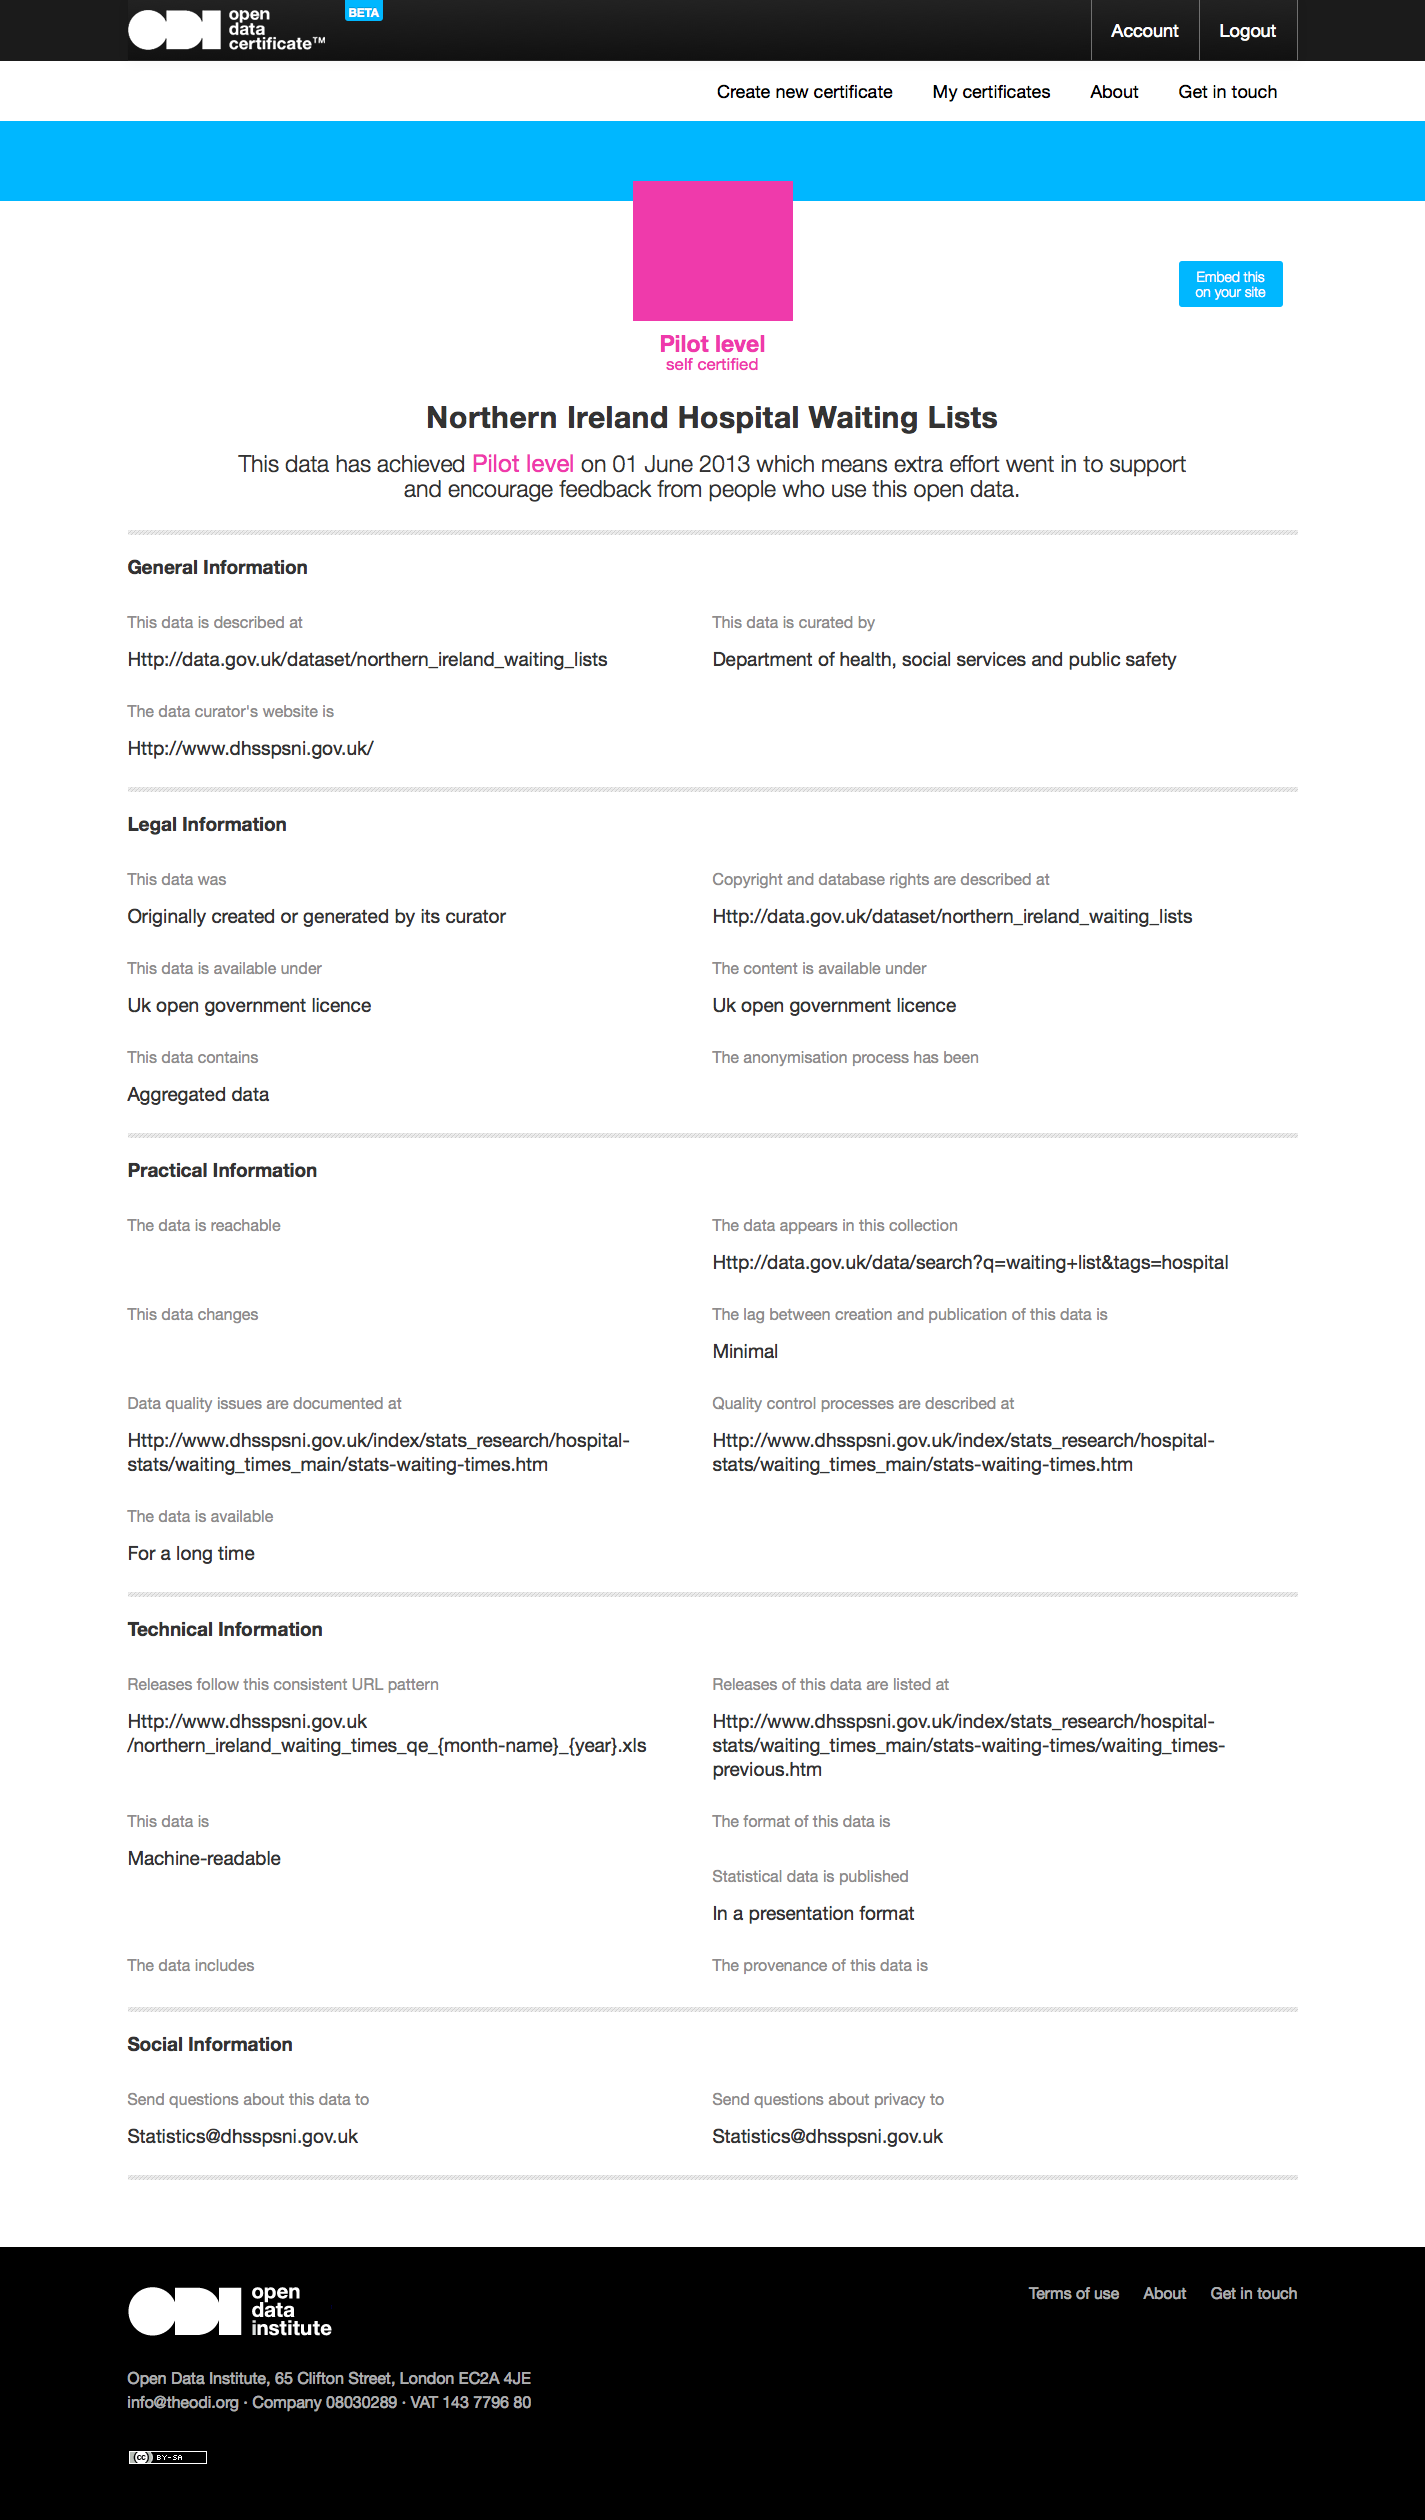 open
data
certificate™
BETA
Account
Logout
Create new certificate
My certificates
About
Get in touch
Embed this
on your site
Pilot level
self certified
Northern Ireland Hospital Waiting Lists
This data has achieved Pilot level on 01 June 2013 which means extra effort went in to support
and encourage feedback from people who use this open data.
General Information
This data is described at
Http://data.gov.uk/dataset/northern_ireland_waiting_lists
This data is curated by
Department of health, social services and public safety
The data curator's website is
Http://www.dhsspsni.gov.uk/
Legal Information
This data was
Originally created or generated by its curator
Copyright and database rights are described at
Http://data.gov.uk/dataset/northern_ireland_waiting_lists
This data is available under
Uk open government licence
The content is available under
Uk open government licence
This data contains
Aggregated data
The anonymisation process has been
Practical Information
The data is reachable
The data appears in this collection
Http://data.gov.uk/data/search?q=waiting+list&tags=hospital
This data changes
The lag between creation and publication of this data is
Minimal
Data quality issues are documented at
Http://www.dhsspsni.gov.uk/index/stats_research/hospital-
stats/waiting_times_main/stats-waiting-times.htm
Quality control processes are described at
Http://www.dhsspsni.gov.uk/index/stats_research/hospital-
stats/waiting_times_main/stats-waiting-times.htm
The data is available
For a long time
Technical Information
Releases follow this consistent URL pattern
Http://www.dhsspsni.gov.uk
/northern_ireland_waiting_times_qe_{month-name}_{year}.xls
Releases of this data are listed at
Http://www.dhsspsni.gov.uk/index/stats_research/hospital-
stats/waiting_times_main/stats-waiting-times/waiting_times-
previous.htm
This data is
Machine-readable
The format of this data is
Statistical data is published
In a presentation format
The data includes
The provenance of this data is
Social Information
Send questions about this data to
Statistics@dhsspsni.gov.uk
Send questions about privacy to
Statistics@dhsspsni.gov.uk
ODI
open
data
institute
Terms of use
About
Get in touch
Open Data Institute, 65 Clifton Street, London EC2A 4JE
info@theodi.org · Company 08030289 · VAT 143 7796 80
cc BY-SA